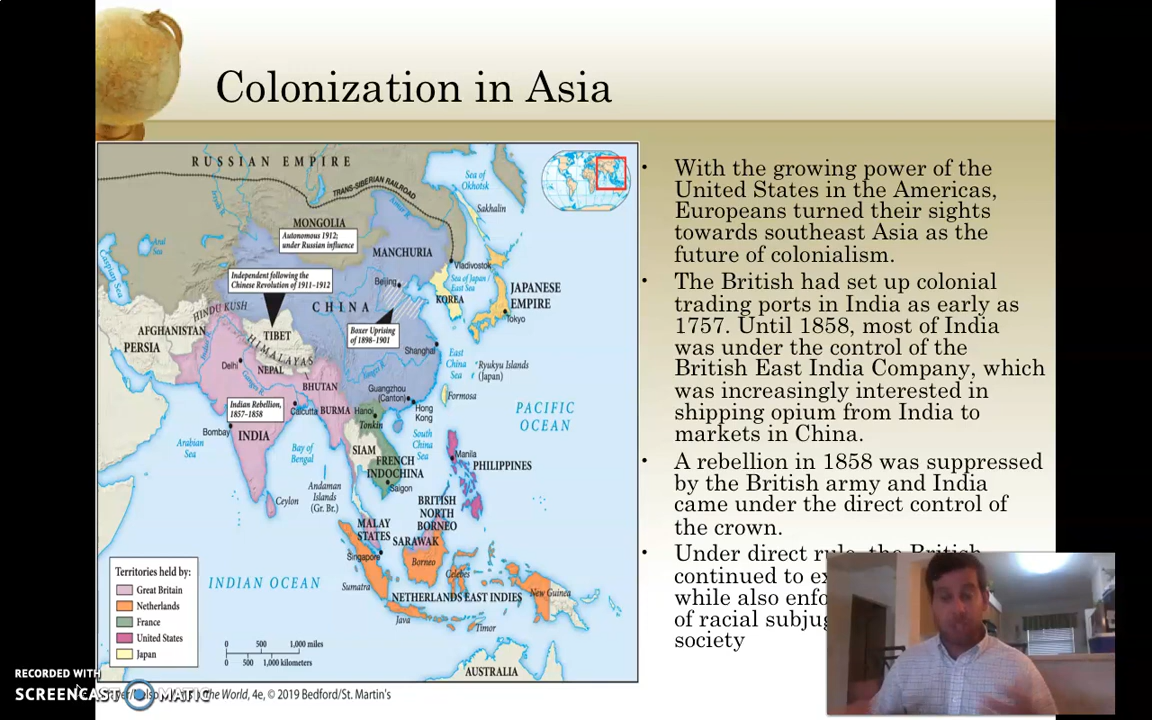 Colonization in Asia
RUSSIAN EMPIRE
TRANS-SIBERIAN RAILROAD
Sea of
Okhotsk
Sakhalin
Amur R.
Aral
Sea
Caspian Sea
MONGOLIA
Autonomous 1912;
under Russian influence
MANCHURIA
Vladivostok
Independent following the
Chinese Revolution of 1911–1912
Beijing
Sea of Japan/
East Sea
KOREA
JAPANESE
EMPIRE
Tokyo
HINDU KUSH
CHINA
AFGHANISTAN
PERSIA
TIBET
Boxer Uprising
of 1898–1901
HIMALAYAS
Shanghai
Delhi
NEPAL
Ganges R.
BHUTAN
East
China
Sea
Ryukyu Islands
(Japan)
Guangzhou
(Canton)
Formosa
Indian Rebellion,
1857–1858
Calcutta
BURMA
Hanoi
Tonkin
Hong
Kong
PACIFIC
OCEAN
Bombay
INDIA
Arabian
Sea
Bay of
Bengal
SIAM
South
China
Sea
Manila
PHILIPPINES
FRENCH
INDOCHINA
Saigon
Andaman
Islands
(Gr. Br.)
Ceylon
BRITISH
NORTH
BORNEO
MALAY
STATES
SARAWAK
Singapore
Borneo
Celebes
Sumatra
New Guinea
NETHERLANDS EAST INDIES
Java
Timor
INDIAN OCEAN
AUSTRALIA
Territories held by:
Great Britain
Netherlands
France
United States
Japan
0 500 1,000 miles
0 500 1,000 kilometers
The World, 4e, © 2019 Bedford/St. Martin's
• With the growing power of the
United States in the Americas,
Europeans turned their sights
towards southeast Asia as the
future of colonialism.
• The British had set up colonial
trading ports in India as early as
1757. Until 1858, most of India
was under the control of the
British East India Company, which
was increasingly interested in
shipping opium from India to
markets in China.
• A rebellion in 1858 was suppressed
by the British army and India
came under the direct control of
the crown.
• Under direct rule, the British
continued to
while also
of racial
society
RECORDED WITH
SCREENCAST-O-MATIC